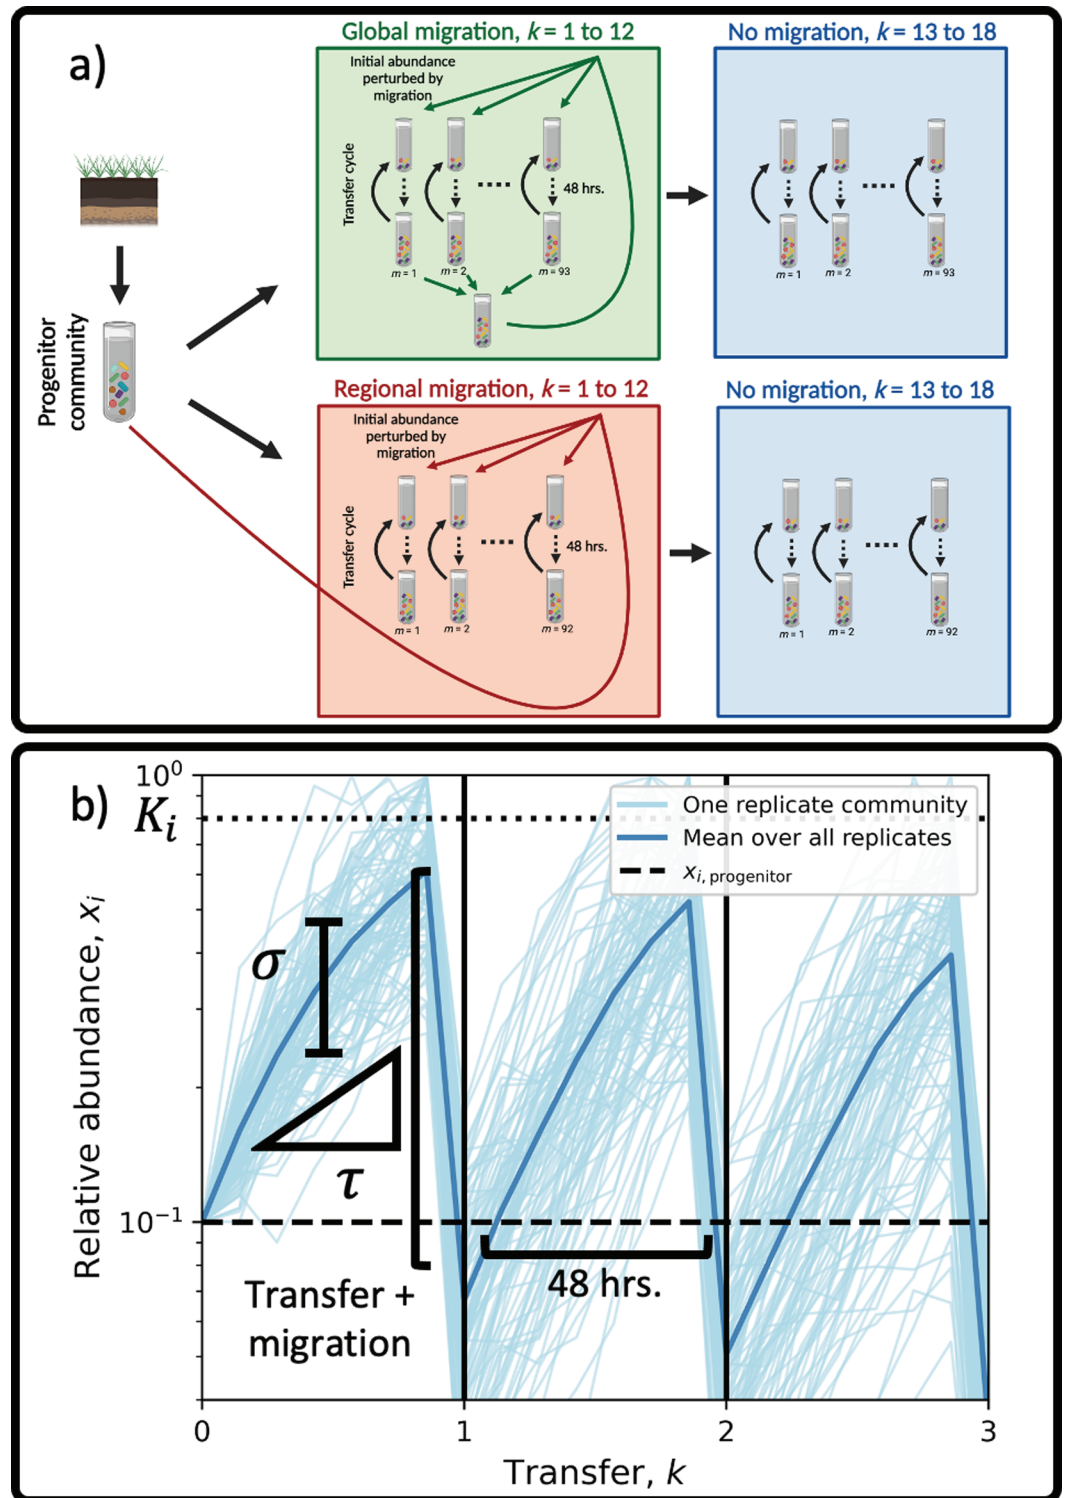 a)
Progenitor
community
Global migration, k = 1 to 12
Initial abundance
perturbed by
migration
Transfer cycle
48 hrs.
m = 1
m = 2
m = 93
No migration, k = 13 to 18
m = 1
m = 2
m = 93
Regional migration, k = 1 to 12
Initial abundance
perturbed by
migration
Transfer cycle
48 hrs.
m = 1
m = 2
m = 92
No migration, k = 13 to 18
m = 1
m = 2
m = 92
b)
10⁰
Kᵢ
10⁻¹
Relative abundance, xᵢ
One replicate community
Mean over all replicates
xᵢ, progenitor
σ
τ
Transfer +
migration
48 hrs.
0
1
2
3
Transfer, k